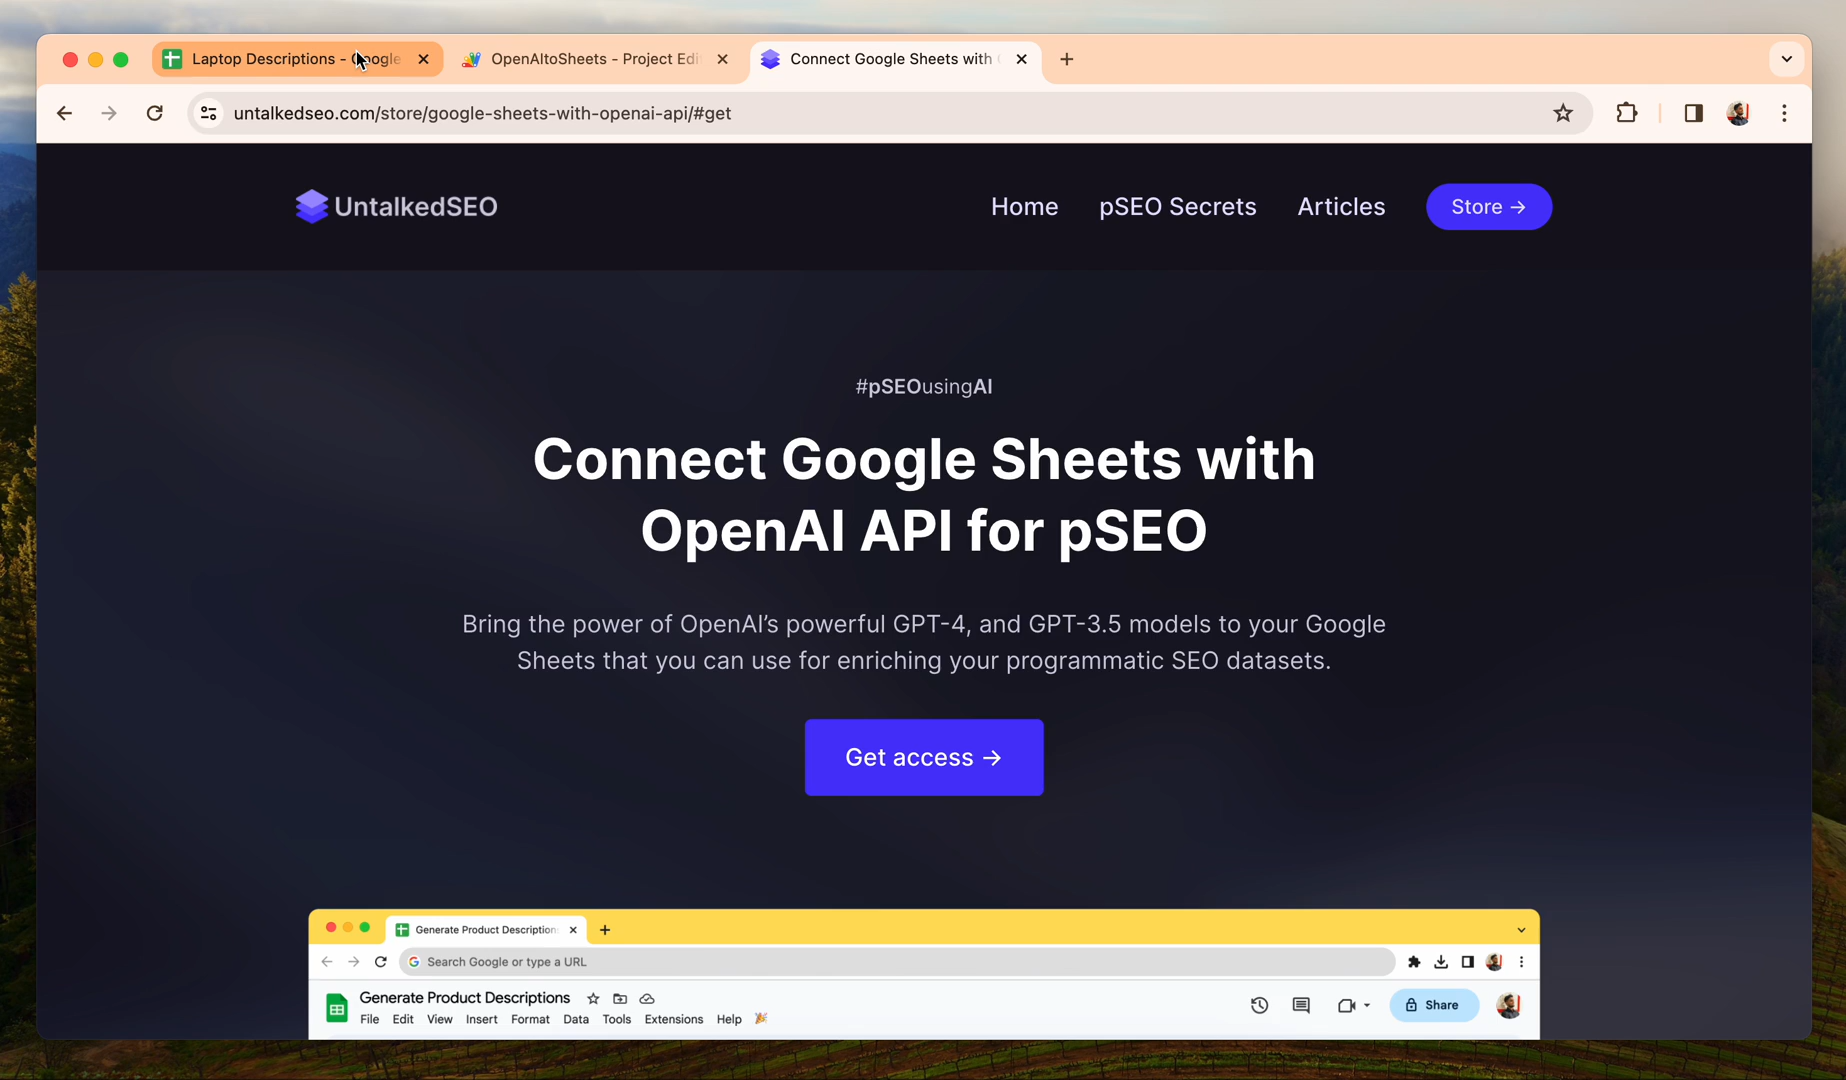 Laptop Descriptions - Google
OpenAItoSheets - Project Edi
Connect Google Sheets with
untalkedseo.com/store/google-sheets-with-openai-api/#get
UntalkedSEO
Home
pSEO Secrets
Articles
Store →
#pSEOusingAI
Connect Google Sheets with
OpenAI API for pSEO
Bring the power of OpenAI’s powerful GPT-4, and GPT-3.5 models to your Google
Sheets that you can use for enriching your programmatic SEO datasets.
Get access →
Generate Product Description
Search Google or type a URL
Generate Product Descriptions
File Edit View Insert Format Data Tools Extensions Help
Share